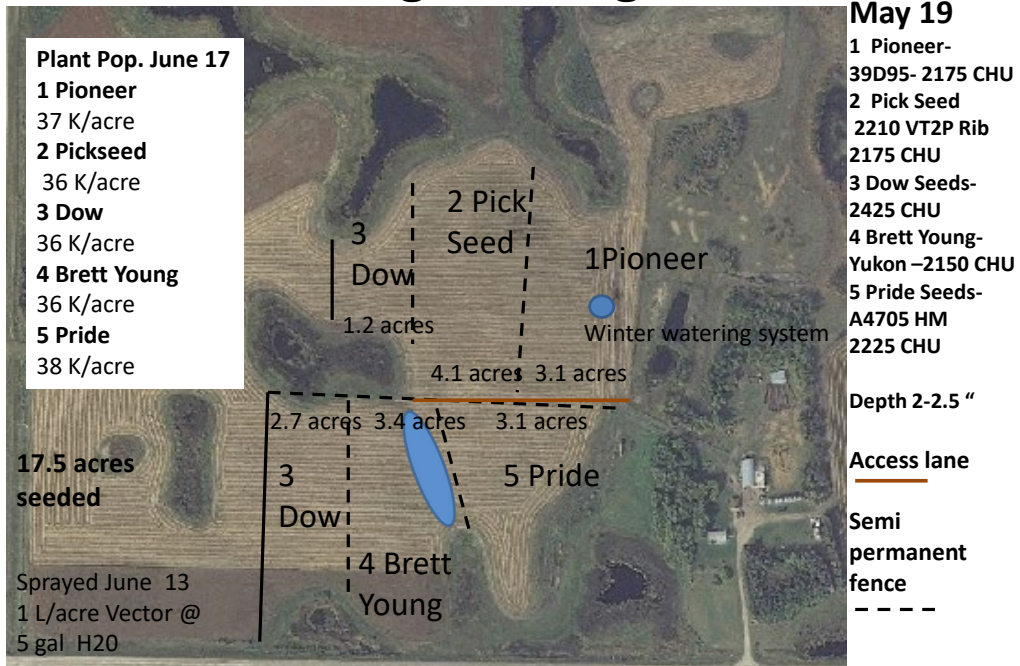 Plant Pop. June 17
1 Pioneer
37 K/acre
2 Pickseed
36 K/acre
3 Dow
36 K/acre
4 Brett Young
36 K/acre
5 Pride
38 K/acre
2 Pick
Seed
3
Dow
1Pioneer
Winter watering system
1.2 acres
4.1 acres
3.1 acres
2.7 acres
3.4 acres
3.1 acres
17.5 acres
seeded
3
Dow
5 Pride
4 Brett
Young
Sprayed June 13
1 L/acre Vector @
5 gal H20
May 19
1 Pioneer-
39D95- 2175 CHU
2 Pick Seed
2210 VT2P Rib
2175 CHU
3 Dow Seeds-
2425 CHU
4 Brett Young-
Yukon –2150 CHU
5 Pride Seeds-
A4705 HM
2225 CHU
Depth 2-2.5 “
Access lane
Semi
permanent
fence